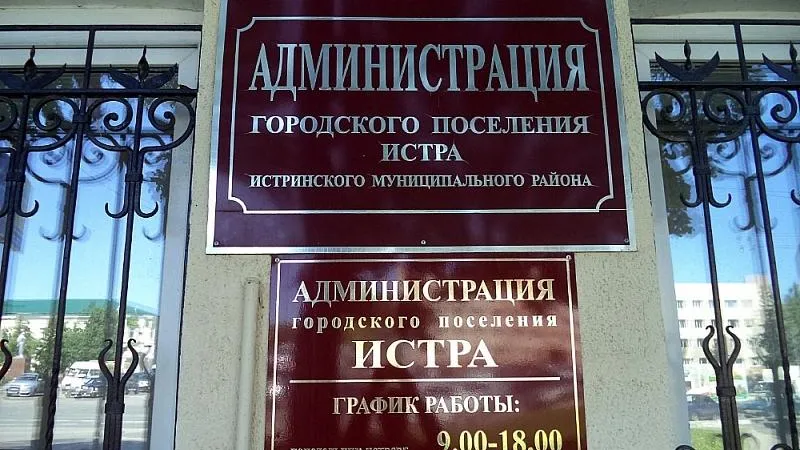 АДМИНИСТРАЦИЯ
ГОРОДСКОГО ПОСЕЛЕНИЯ
ИСТРА
ИСТРИНСКОГО МУНИЦИПАЛЬНОГО РАЙОНА
АДМИНИСТРАЦИЯ
городского поселения
ИСТРА
ГРАФИК РАБОТЫ:
9.00-18.00